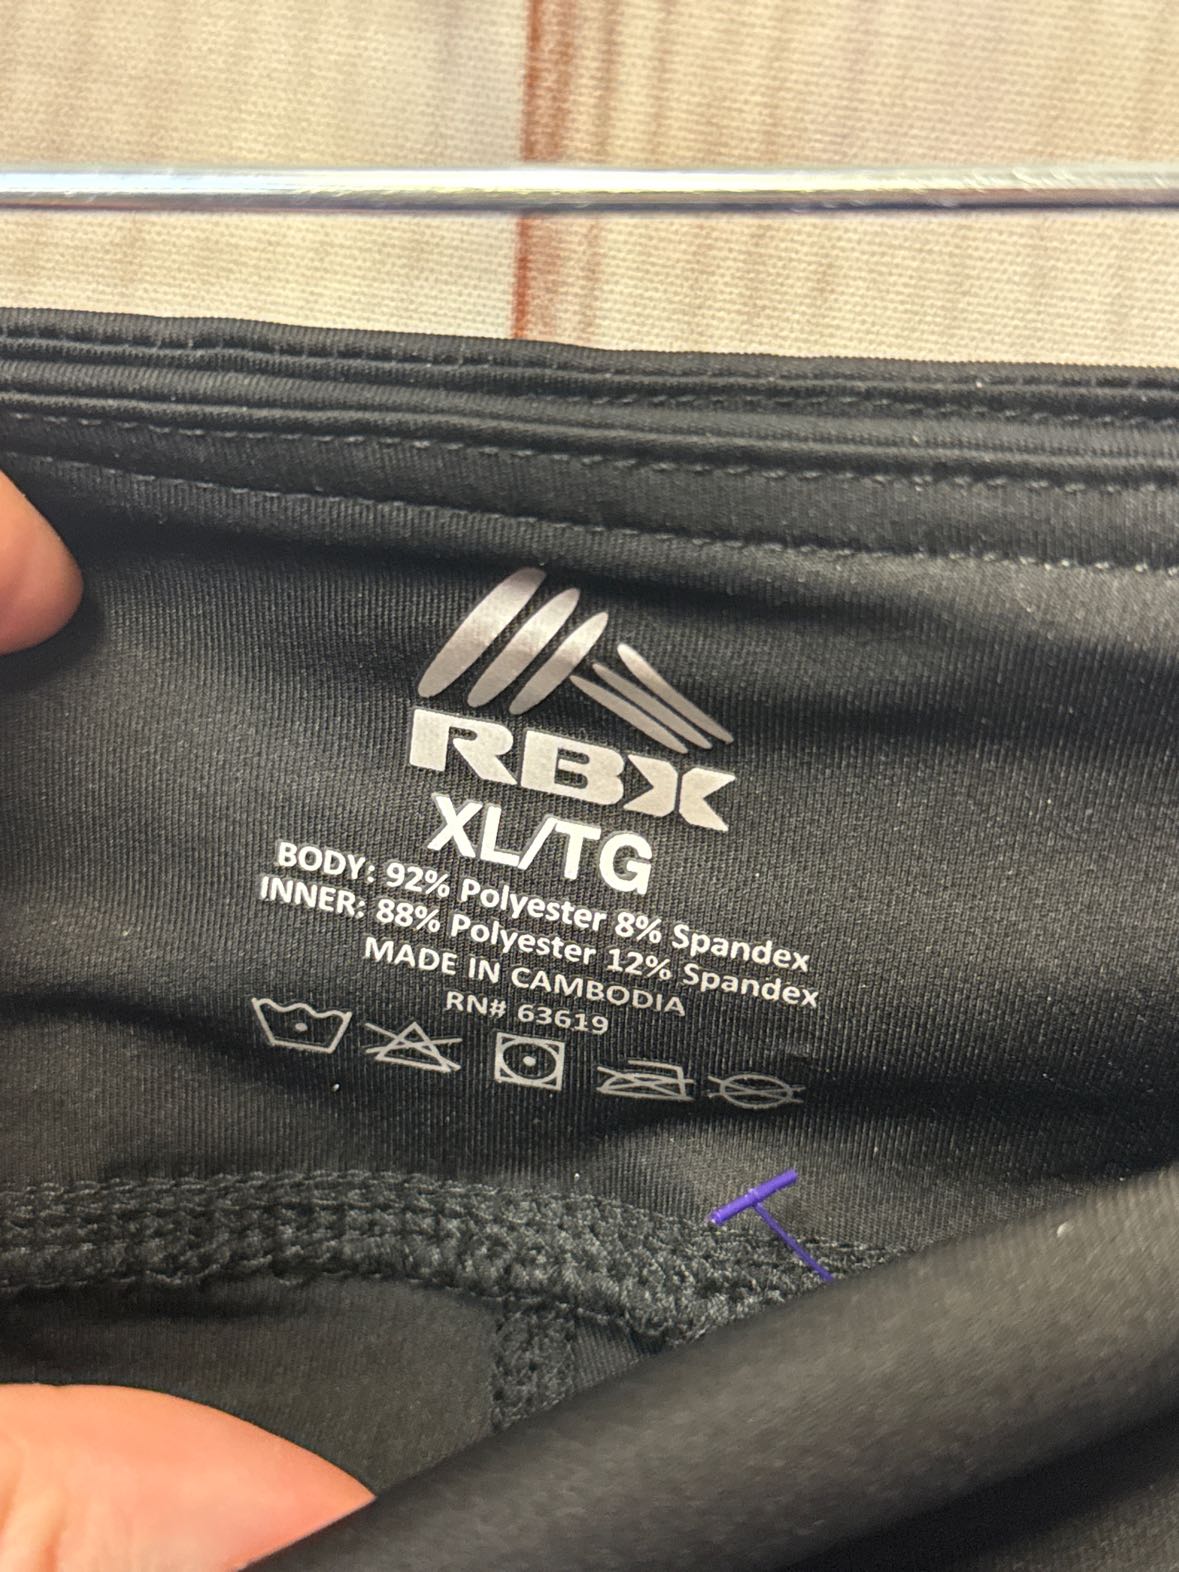 RBX
XL/TG
BODY: 92% Polyester 8% Spandex
INNER: 88% Polyester 12% Spandex
MADE IN CAMBODIA
RN# 63619